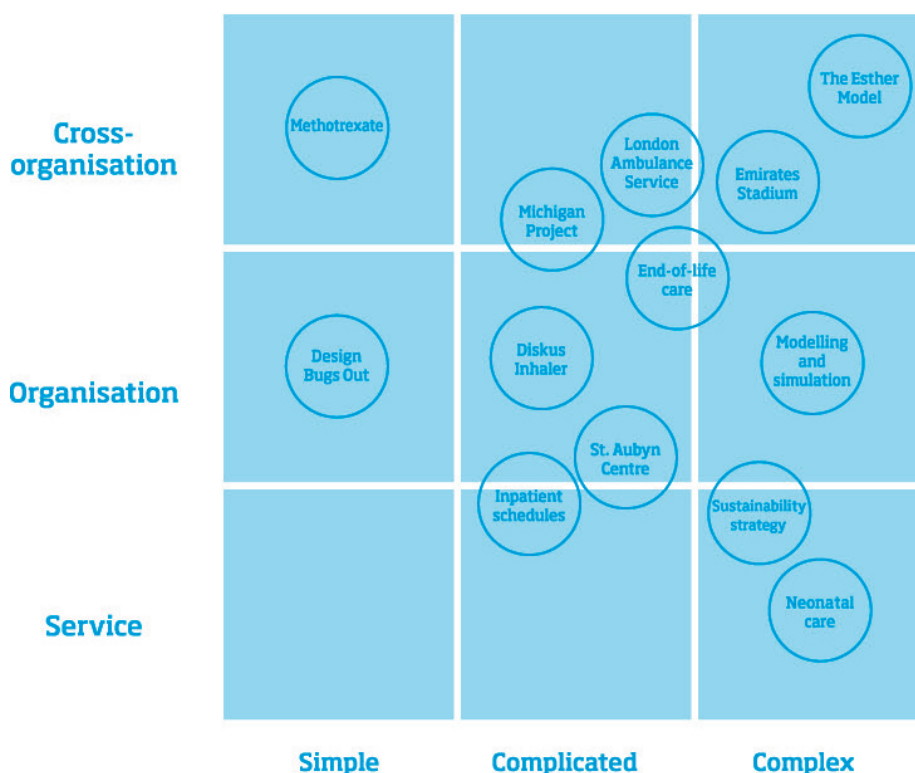 Cross-
organisation
Methotrexate
Michigan
Project
London
Ambulance
Service
Emirates
Stadium
The Esther
Model
End-of-life
care
Organisation
Design
Bugs Out
Diskus
Inhaler
St. Aubyn
Centre
Modelling
and
simulation
Inpatient
schedules
Sustainability
strategy
Service
Neonatal
care
Simple
Complicated
Complex